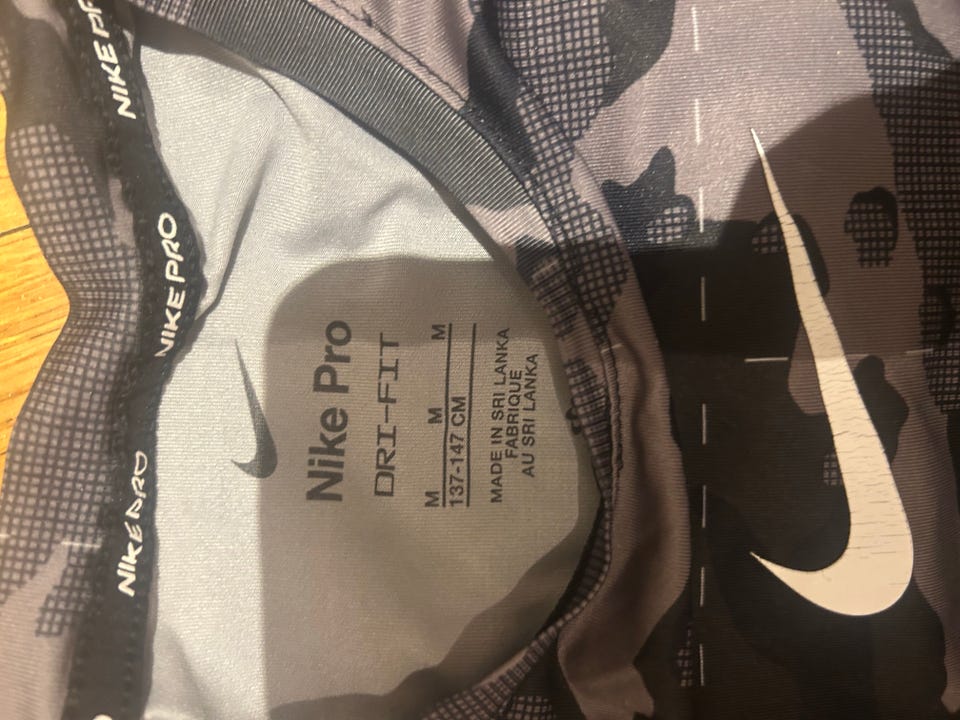 NIKE PRO
NIKE PRO
NIKE PRO
Nike Pro
DRI-FIT
M M M
137-147 CM
MADE IN SRI LANKA
FABRIQUE
AU SRI LANKA